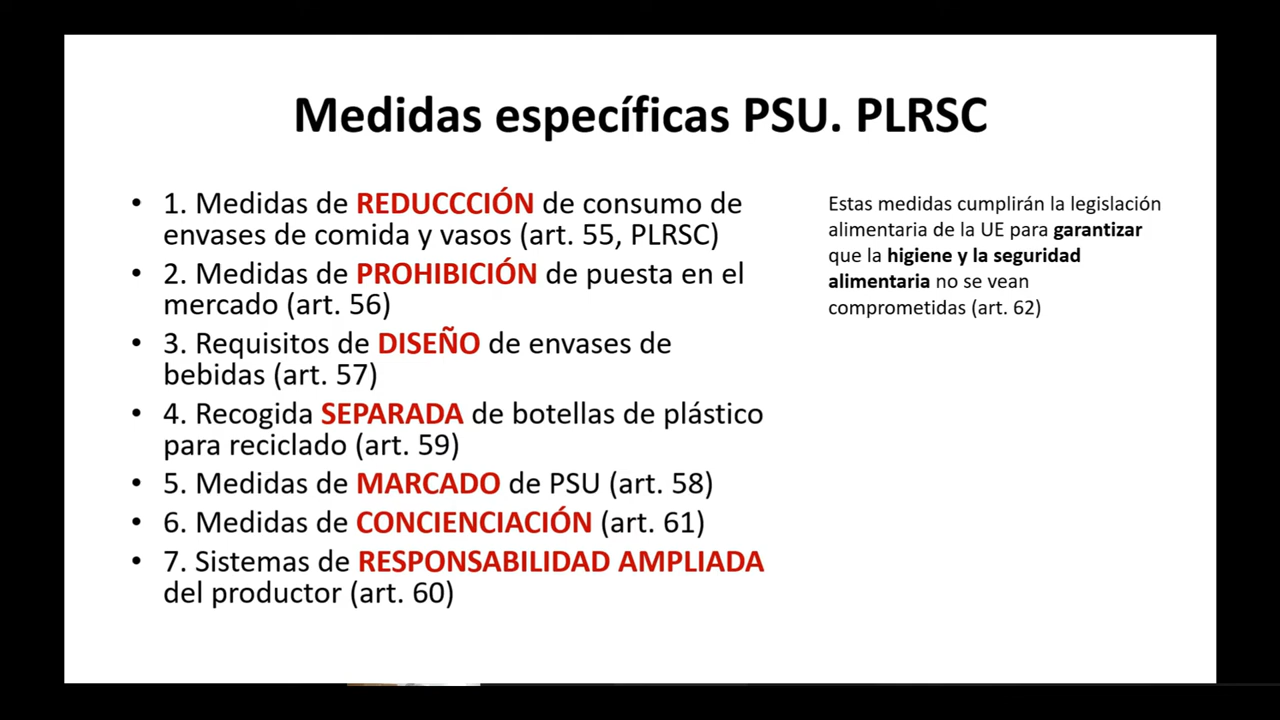 Medidas específicas PSU. PLRSC
• 1. Medidas de REDUCCCIÓN de consumo de
envases de comida y vasos (art. 55, PLRSC)
• 2. Medidas de PROHIBICIÓN de puesta en el
mercado (art. 56)
• 3. Requisitos de DISEÑO de envases de
bebidas (art. 57)
• 4. Recogida SEPARADA de botellas de plástico
para reciclado (art. 59)
• 5. Medidas de MARCADO de PSU (art. 58)
• 6. Medidas de CONCIENCIACIÓN (art. 61)
• 7. Sistemas de RESPONSABILIDAD AMPLIADA
del productor (art. 60)
Estas medidas cumplirán la legislación
alimentaria de la UE para garantizar
que la higiene y la seguridad
alimentaria no se vean
comprometidas (art. 62)